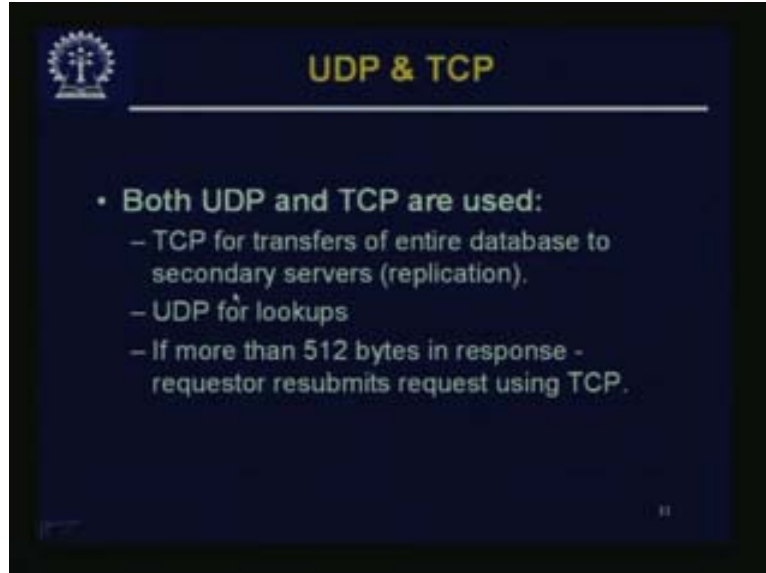 UDP & TCP
• Both UDP and TCP are used:
– TCP for transfers of entire database to
secondary servers (replication).
– UDP for lookups
– If more than 512 bytes in response -
requestor resubmits request using TCP.